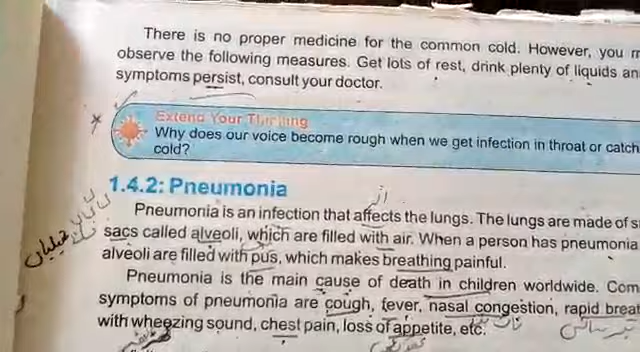 There is no proper medicine for the common cold. However, you
observe the following measures. Get lots of rest, drink plenty of liquids an
symptoms persist, consult your doctor.
Extend Your Thinking
Why does our voice become rough when we get infection in throat or catch
cold?
1.4.2: Pneumonia
اثر
Pneumonia is an infection that affects the lungs. The lungs are made of
sacs called alveoli, which are filled with air. When a person has pneumonia
تھیلیاں
alveoli are filled with pus, which makes breathing painful.
Pneumonia is the main cause of death in children worldwide. Com
symptoms of pneumonia are cough, fever, nasal congestion, rapid breat
with wheezing sound, chest pain, loss of appetite, etc.